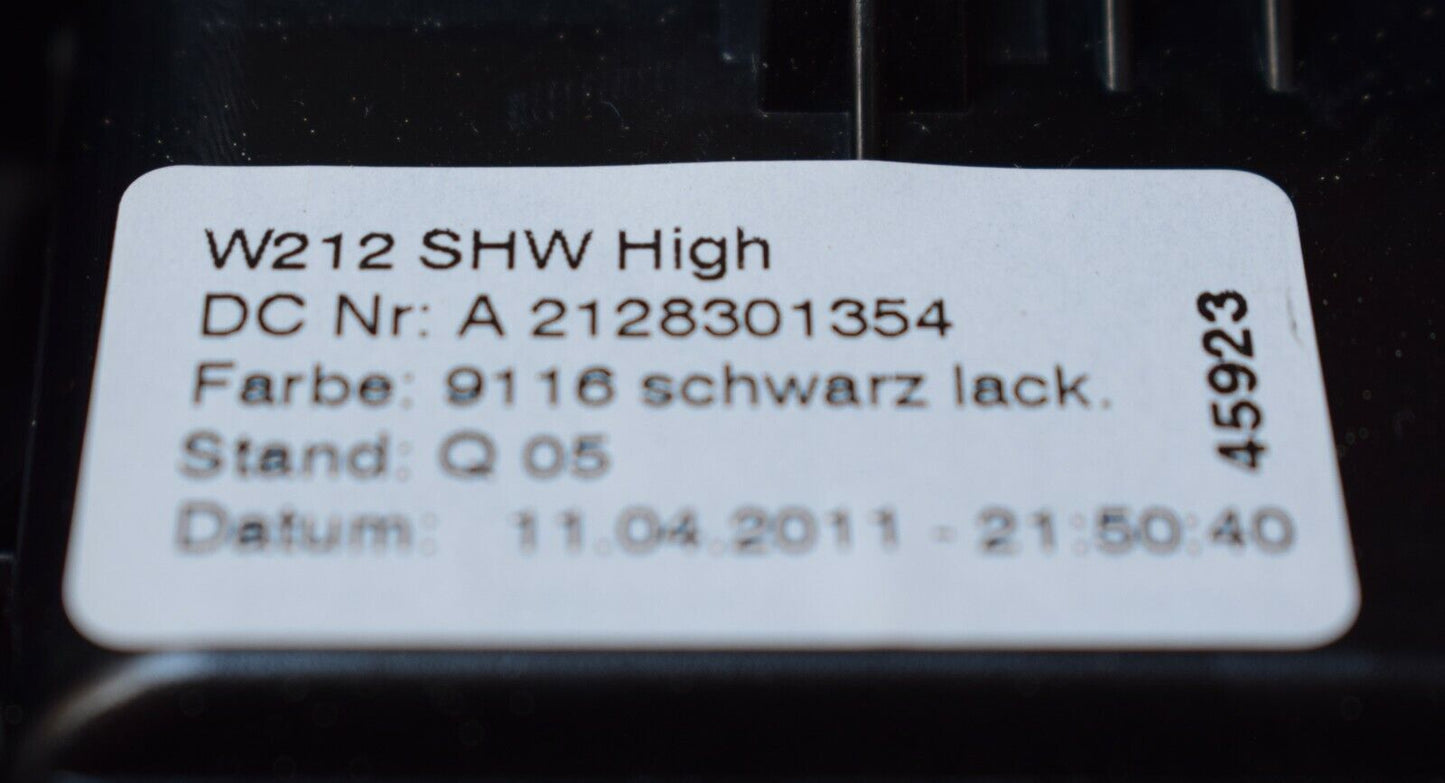 W212 SHW High
DC Nr: A 2128301354
Farbe: 9116 schwarz lack.
Stand: Q 05
Datum: 11.04.2011 - 21:50:40
45923